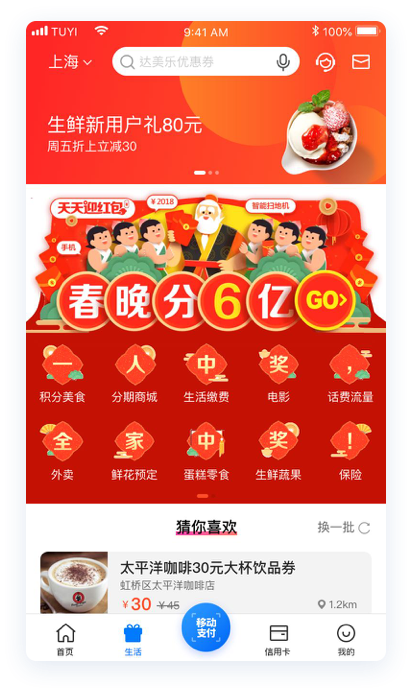 TUYI 9:41 AM 100%
上海 达美乐优惠券
生鲜新用户礼80元
周五折上立减30
天天迎红包 ¥2018 智能扫地机
手机
春晚分6亿 GO>
一 人 中 奖 ，
积分美食 分期商城 生活缴费 电影 话费流量
全 家 中 奖 ！
外卖 鲜花预定 蛋糕零食 生鲜蔬果 保险
猜你喜欢 换一批
太平洋咖啡30元大杯饮品券
虹桥区太平洋咖啡店
¥30 ¥45 1.2km
移动
支付
首页 生活 信用卡 我的